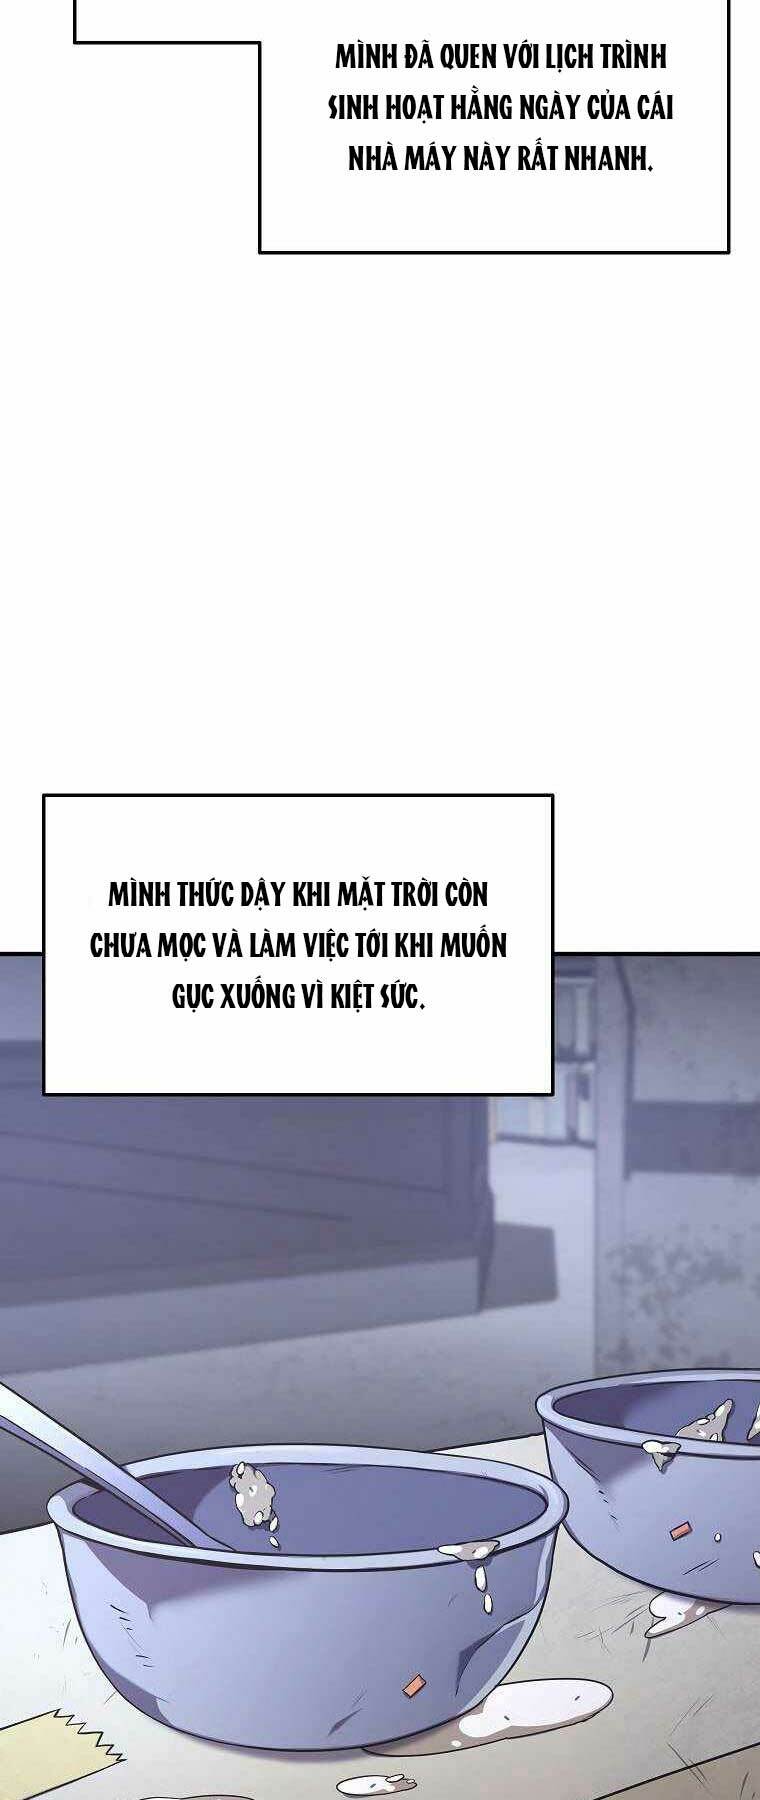 MÌNH ĐÃ QUEN VỚI LỊCH TRÌNH
SINH HOẠT HẰNG NGÀY CỦA CÁI
NHÀ MÁY NÀY RẤT NHANH.
MÌNH THỨC DẬY KHI MẶT TRỜI CÒN
CHƯA MỌC VÀ LÀM VIỆC TỚI KHI MUỐN
GỤC XUỐNG VÌ KIỆT SỨC.